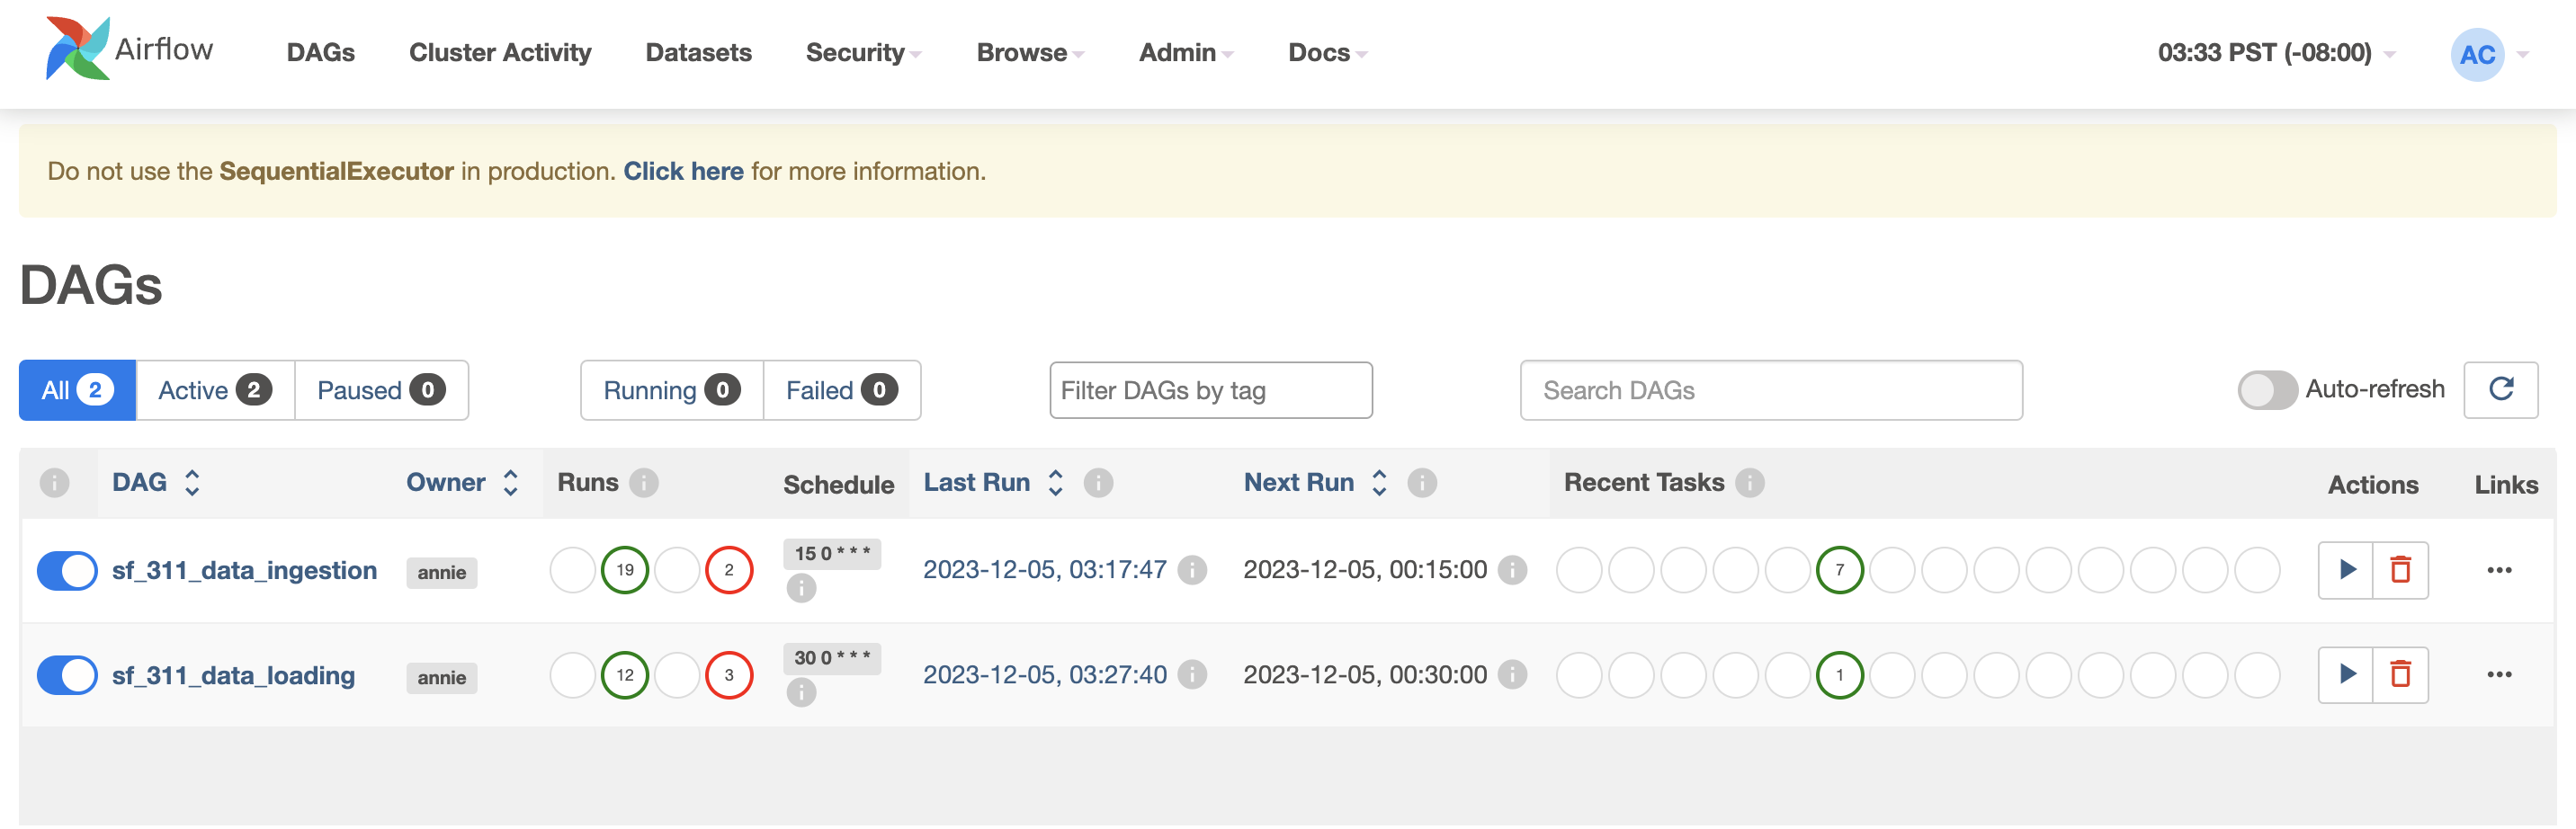 Airflow DAGs Cluster Activity Datasets Security Browse Admin Docs 03:33 PST (-08:00) AC
Do not use the SequentialExecutor in production. Click here for more information.
DAGs
All 2 Active 2 Paused 0 Running 0 Failed 0 Filter DAGs by tag Search DAGs Auto-refresh
i DAG Owner Runs i Schedule Last Run i Next Run i Recent Tasks i Actions Links
sf_311_data_ingestion annie 19 2 15 0 * * * i 2023-12-05, 03:17:47 i 2023-12-05, 00:15:00 i 7
sf_311_data_loading annie 12 3 30 0 * * * i 2023-12-05, 03:27:40 i 2023-12-05, 00:30:00 i 1